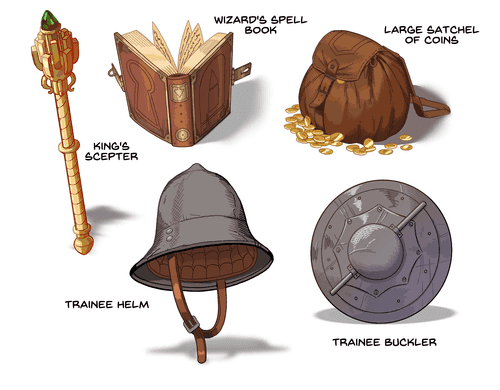 WIZARD'S SPELL
BOOK
LARGE SATCHEL
OF COINS
KING'S
SCEPTER
TRAINEE HELM
TRAINEE BUCKLER